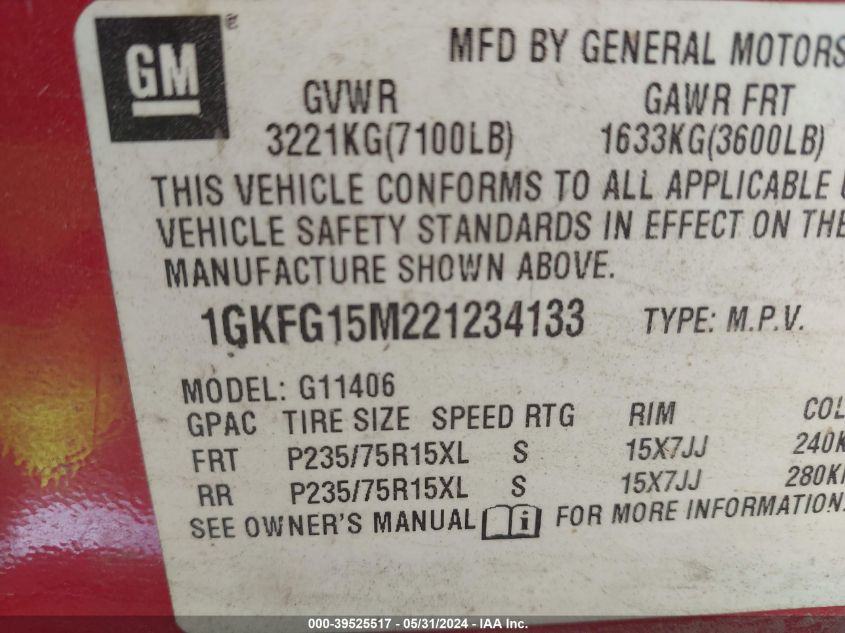 GM
MFD BY GENERAL MOTORS
GVWR GAWR FRT
3221KG(7100LB) 1633KG(3600LB)
THIS VEHICLE CONFORMS TO ALL APPLICABLE
VEHICLE SAFETY STANDARDS IN EFFECT ON THE
MANUFACTURE SHOWN ABOVE.
1GKFG15M221234133 TYPE: M.P.V.
MODEL: G11406
GPAC TIRE SIZE SPEED RTG RIM COL
FRT P235/75R15XL S 15X7JJ 240K
RR P235/75R15XL S 15X7JJ 280K
SEE OWNER'S MANUAL i FOR MORE INFORMATION.
000-39525517 / 05/31/2024 - IAA Inc.